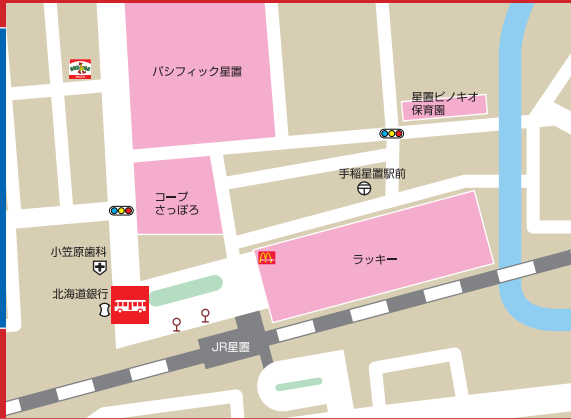 パシフィック星置
星置ピノキオ
保育園
手稲星置駅前
コープ
さっぽろ
小笠原歯科
ラッキー
北海道銀行
JR星置